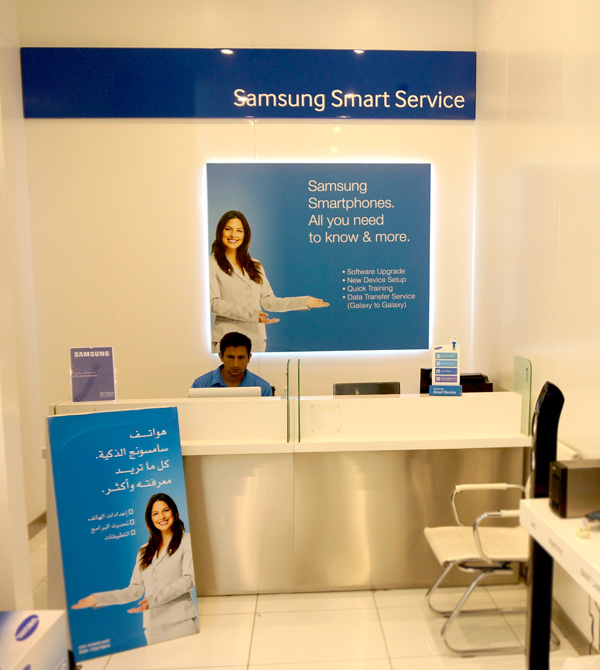 Samsung Smart Service
Samsung
Smartphones.
All you need
to know & more.
• Software Upgrade
• New Device Setup
• Quick Training
• Data Transfer Service
(Galaxy to Galaxy)
SAMSUNG
Smart Service
هواتف
سامسونج الذكية.
كل ما تريد
معرفته وأكثر.
إعدادات الهاتف
تحديث البرامج
التطبيقات